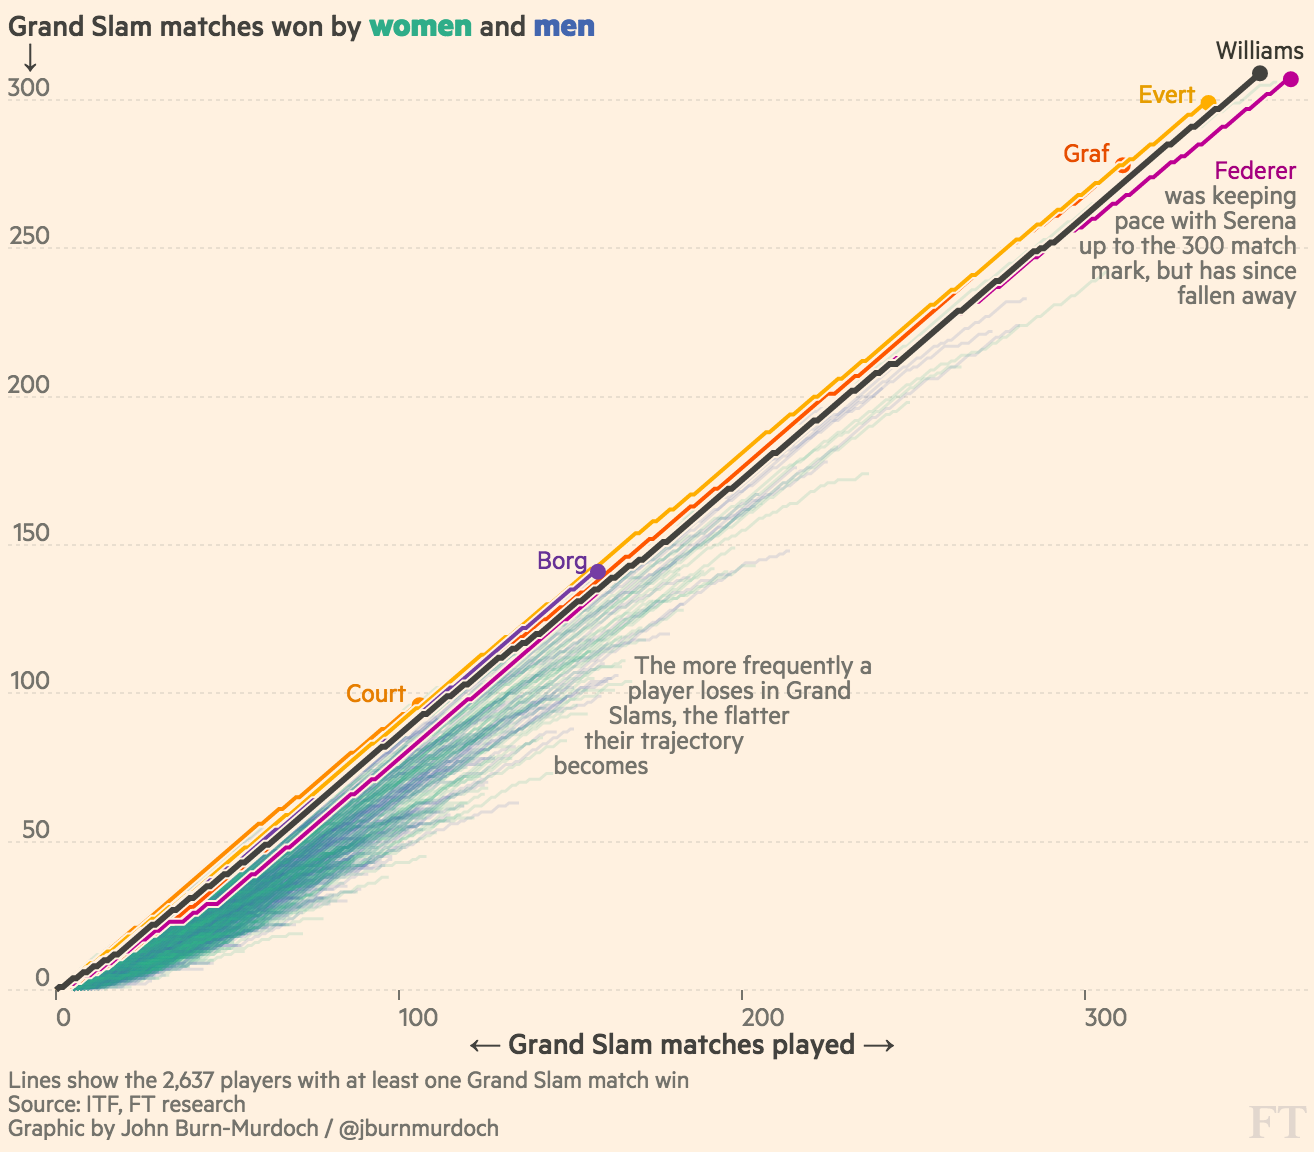 Grand Slam matches won by women and men
↓
Williams
300
Evert
Graf
Federer
was keeping
pace with Serena
up to the 300 match
mark, but has since
fallen away
250
200
150
Borg
The more frequently a
player loses in Grand
Slams, the flatter
their trajectory
becomes
100
Court
50
0
0 100 200 300
← Grand Slam matches played →
Lines show the 2,637 players with at least one Grand Slam match win
Source: ITF, FT research
Graphic by John Burn-Murdoch / @jburnmurdoch
FT